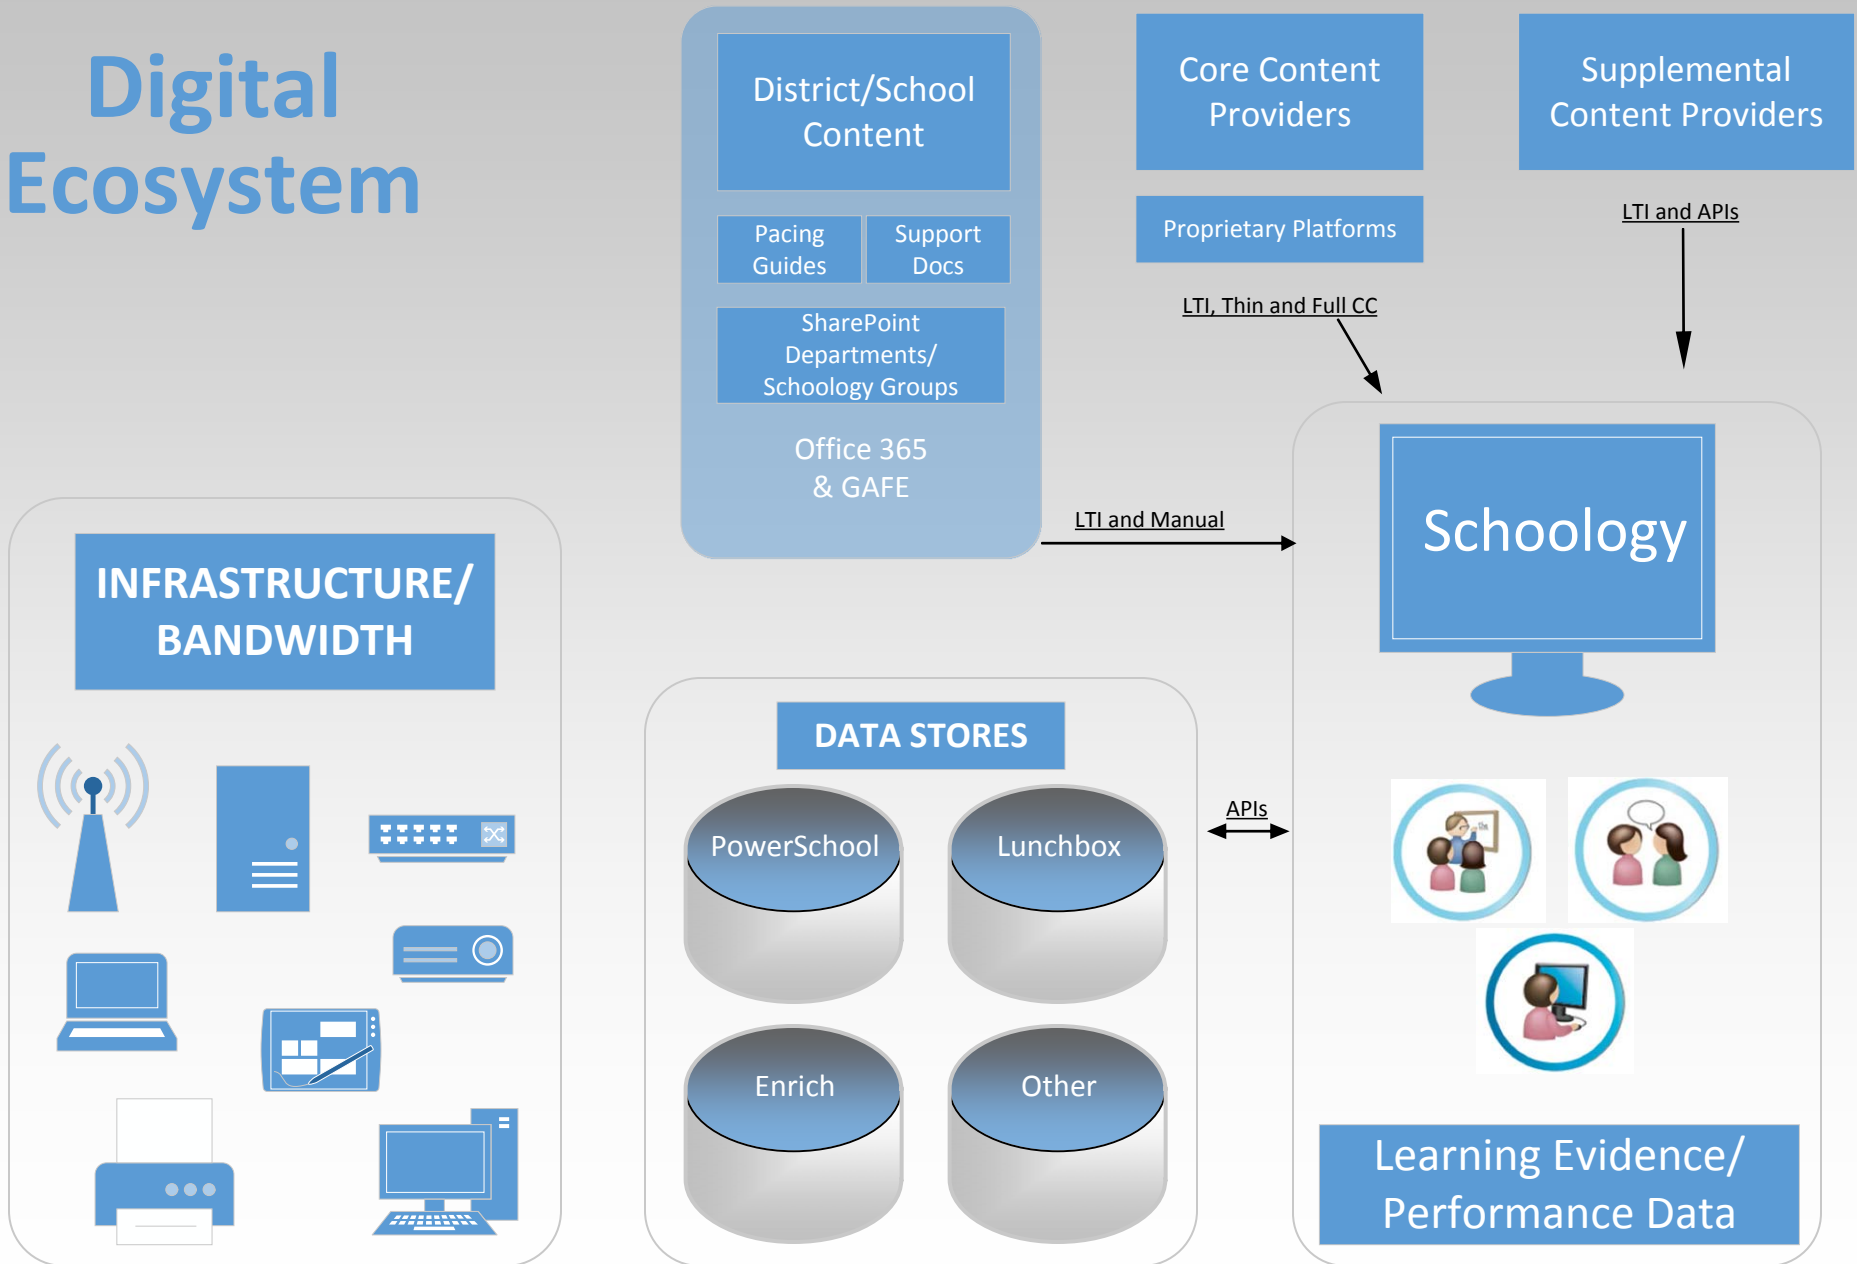 Digital
Ecosystem
District/School
Content
Pacing
Guides
Support
Docs
SharePoint
Departments/
Schoology Groups
Office 365
& GAFE
Core Content
Providers
Proprietary Platforms
LTI, Thin and Full CC
Supplemental
Content Providers
LTI and APIs
LTI and Manual
Schoology
INFRASTRUCTURE/
BANDWIDTH
DATA STORES
PowerSchool
Lunchbox
Enrich
Other
APIs
Learning Evidence/
Performance Data